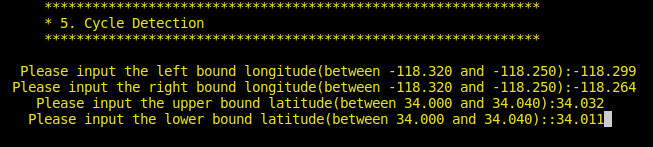 **************************************************************
* 5. Cycle Detection
**************************************************************
Please input the left bound longitude(between -118.320 and -118.250):-118.299
Please input the right bound longitude(between -118.320 and -118.250):-118.264
Please input the upper bound latitude(between 34.000 and 34.040):34.032
Please input the lower bound latitude(between 34.000 and 34.040)::34.011